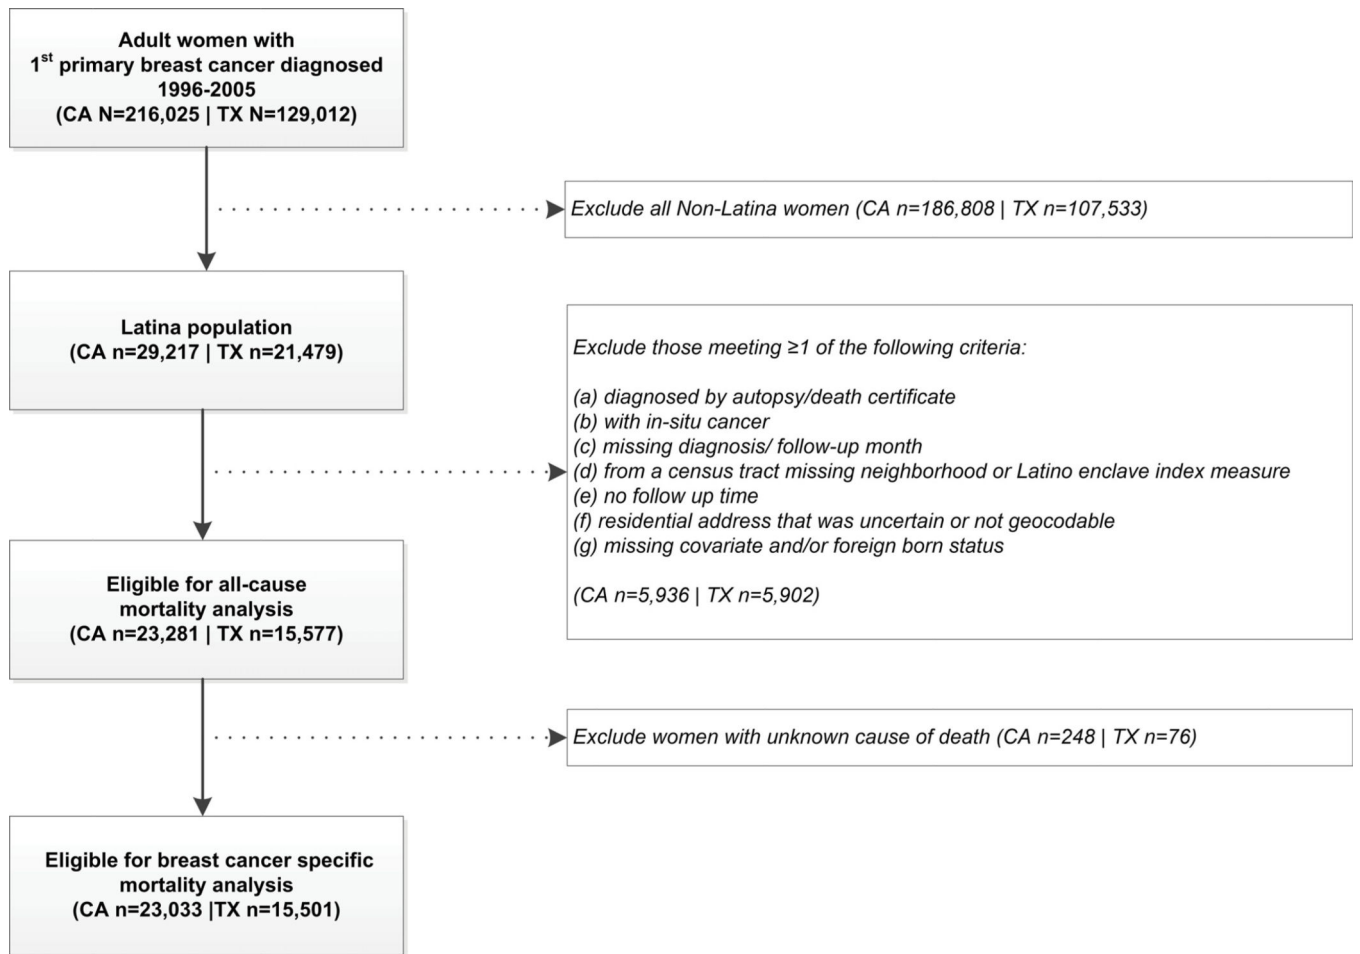 Adult women with
1st primary breast cancer diagnosed
1996-2005
(CA N=216,025 | TX N=129,012)
Exclude all Non-Latina women (CA n=186,808 | TX n=107,533)
Latina population
(CA n=29,217 | TX n=21,479)
Exclude those meeting ≥1 of the following criteria:
(a) diagnosed by autopsy/death certificate
(b) with in-situ cancer
(c) missing diagnosis/ follow-up month
(d) from a census tract missing neighborhood or Latino enclave index measure
(e) no follow up time
(f) residential address that was uncertain or not geocodable
(g) missing covariate and/or foreign born status
(CA n=5,936 | TX n=5,902)
Eligible for all-cause
mortality analysis
(CA n=23,281 | TX n=15,577)
Exclude women with unknown cause of death (CA n=248 | TX n=76)
Eligible for breast cancer specific
mortality analysis
(CA n=23,033 |TX n=15,501)